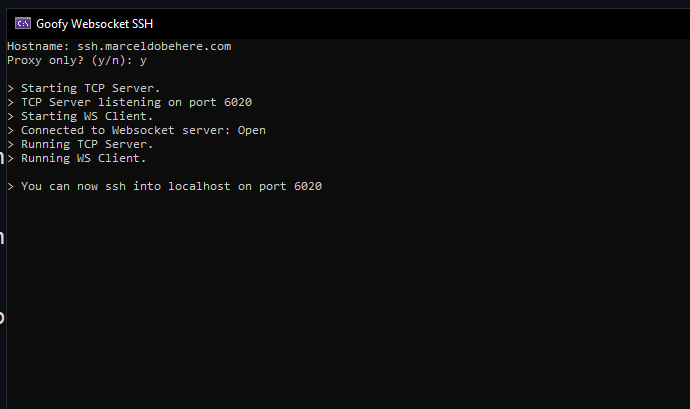 Goofy Websocket SSH
Hostname: ssh.marceldobehere.com
Proxy only? (y/n): y
> Starting TCP Server.
> TCP Server listening on port 6020
> Starting WS Client.
> Connected to Websocket server: Open
> Running TCP Server.
> Running WS Client.
> You can now ssh into localhost on port 6020